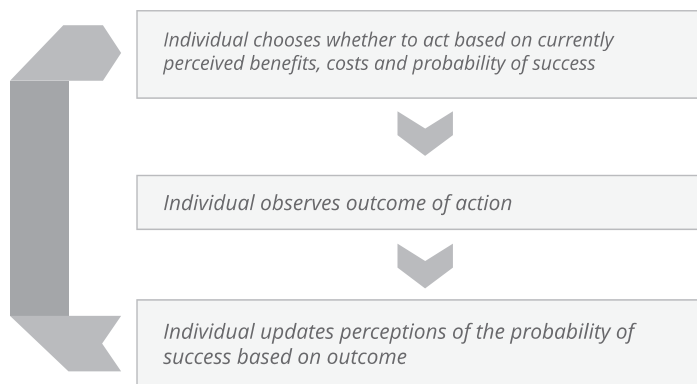 Individual chooses whether to act based on currently
perceived benefits, costs and probability of success
Individual observes outcome of action
Individual updates perceptions of the probability of
success based on outcome